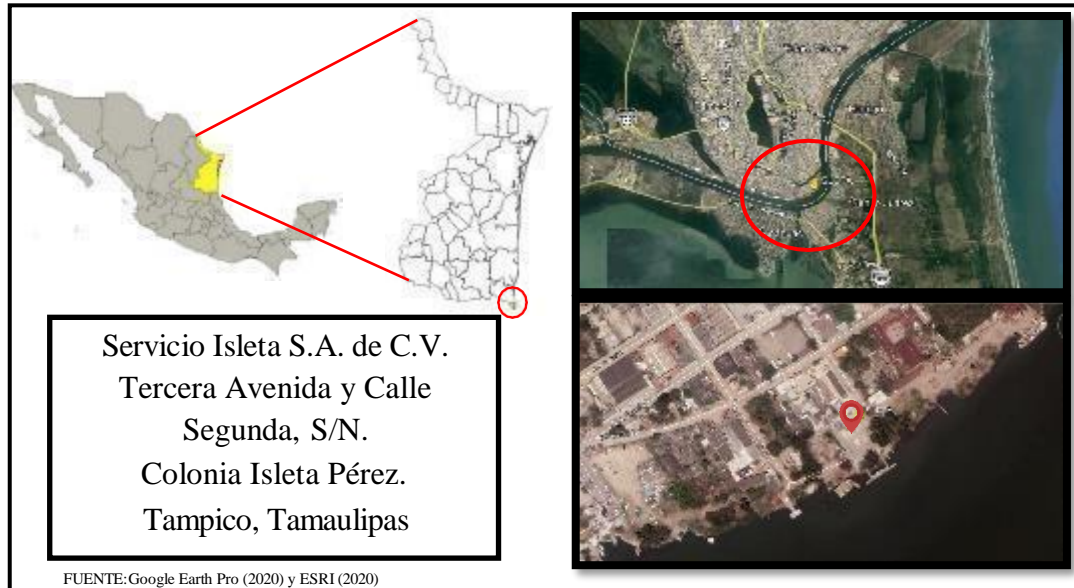 Servicio Isleta S.A. de C.V.
Tercera Avenida y Calle
Segunda, S/N.
Colonia Isleta Pérez.
Tampico, Tamaulipas
FUENTE:Google Earth Pro (2020) y ESRI (2020)